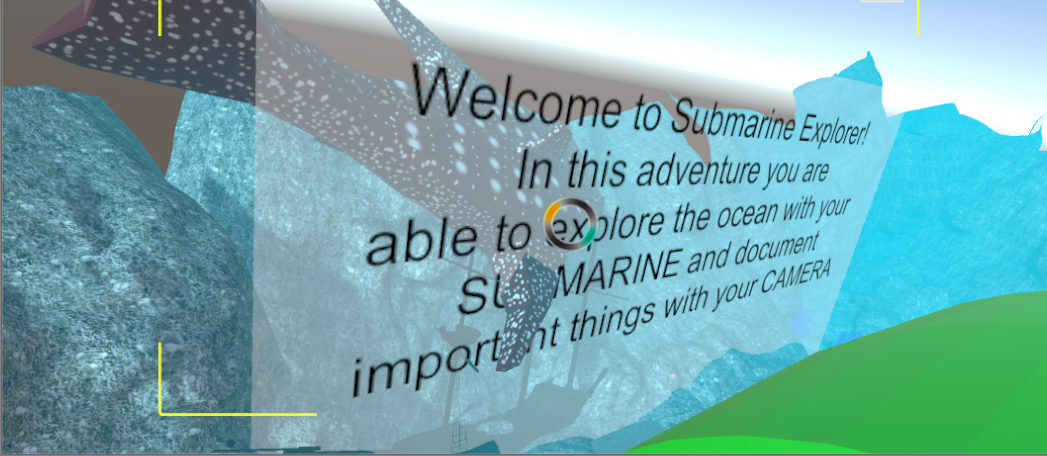 Welcome to Submarine Explorer!
In this adventure you are
able to explore the ocean with your
SUBMARINE and document
important things with your CAMERA